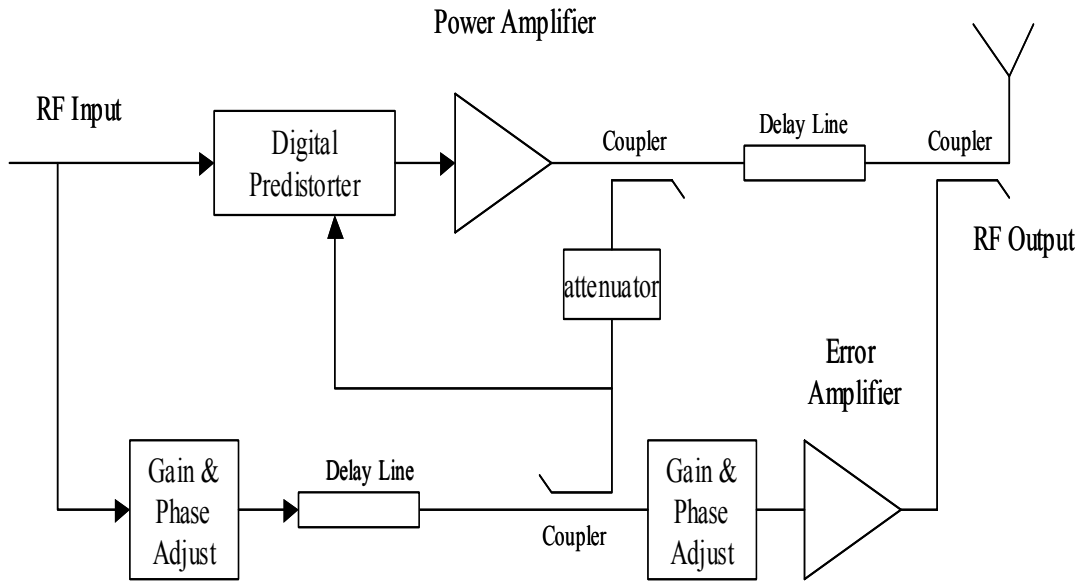 Power Amplifier
RF Input
Digital
Predistorter
Coupler
Delay Line
Coupler
RF Output
attenuator
Error
Amplifier
Gain &
Phase
Adjust
Delay Line
Coupler
Gain &
Phase
Adjust